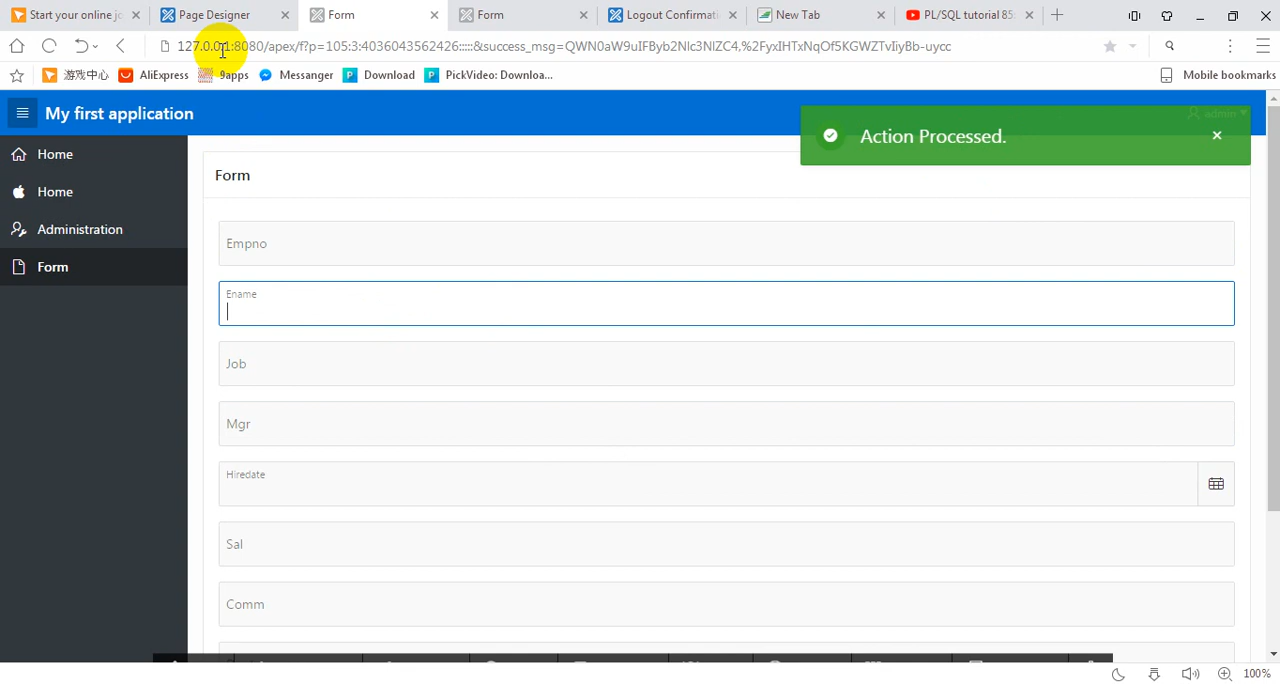 Start your online jo
Page Designer
Form
Form
Logout Confirmati
New Tab
PL/SQL tutorial 85:
127.0.0.1:8080/apex/f?p=105:3:4036043562426:::::&success_msg=QWN0aW9uIFByb2Nlc3NlZC4,%2FyxIHTxNqOf5KGWZTvIiyBb-uycc
游戏中心
AliExpress
9apps
Messanger
Download
PickVideo: Downloa...
Mobile bookmarks
My first application
admin
Action Processed.
Home
Home
Administration
Form
Form
Empno
Ename
Job
Mgr
Hiredate
Sal
Comm
100%